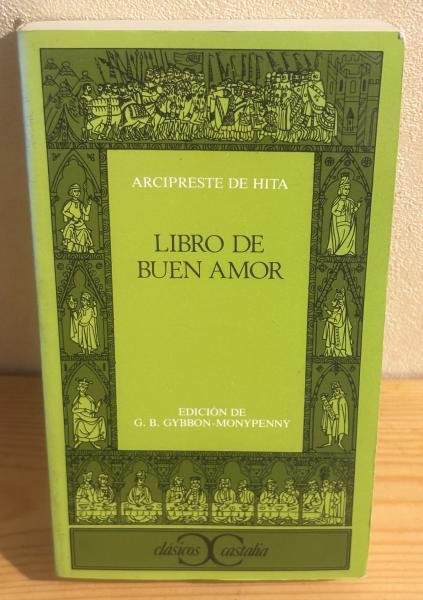 ARCIPRESTE DE HITA
LIBRO DE
BUEN AMOR
EDICIÓN DE
G. B. GYBBON-MONYPENNY
clásicos castalia